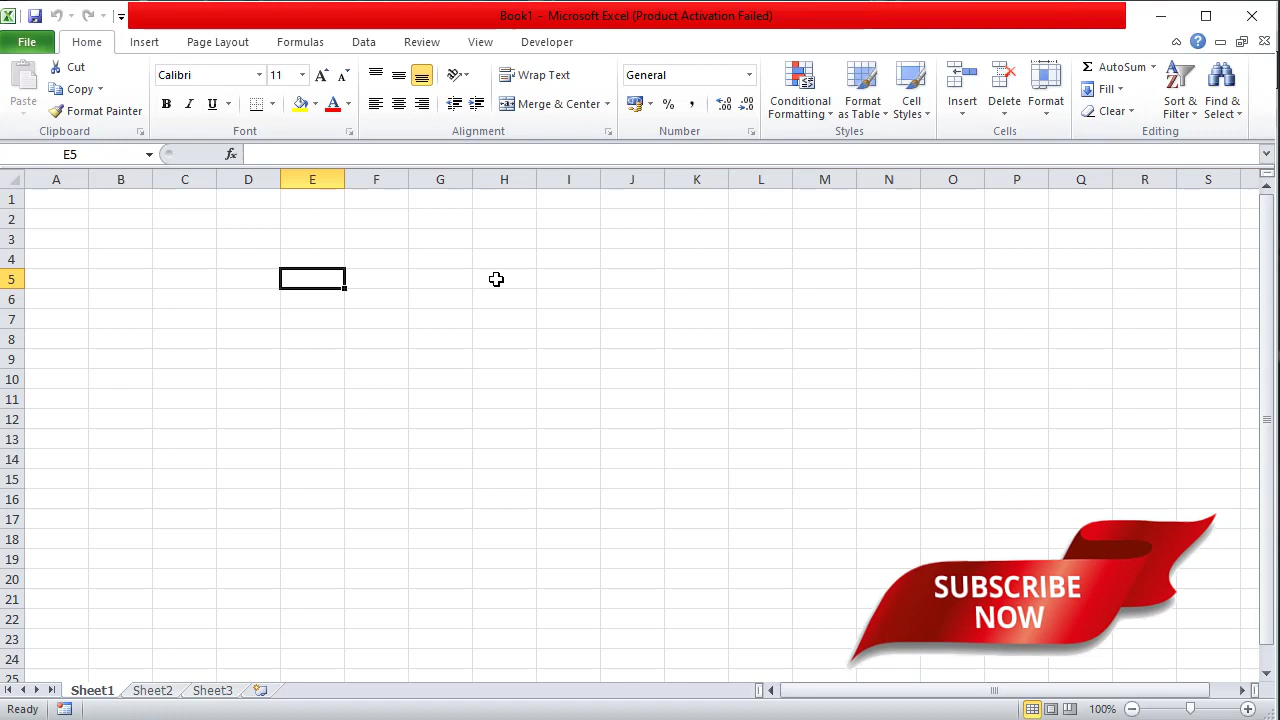 Book1 - Microsoft Excel (Product Activation Failed)
File Home Insert Page Layout Formulas Data Review View Developer
Paste
Cut
Copy
Format Painter
Clipboard
Calibri 11
B I U A
Font
Wrap Text
Merge & Center
Alignment
General
%
Number
Conditional Formatting
Format as Table
Cell Styles
Styles
Insert
Delete
Format
Cells
AutoSum
Fill
Clear
Sort & Filter
Find & Select
Editing
E5 fx
A B C D E F G H I J K L M N O P Q R S
1
2
3
4
5
6
7
8
9
10
11
12
13
14
15
16
17
18
19
20
21
22
23
24
25
SUBSCRIBE
NOW
Sheet1 Sheet2 Sheet3
Ready 100%